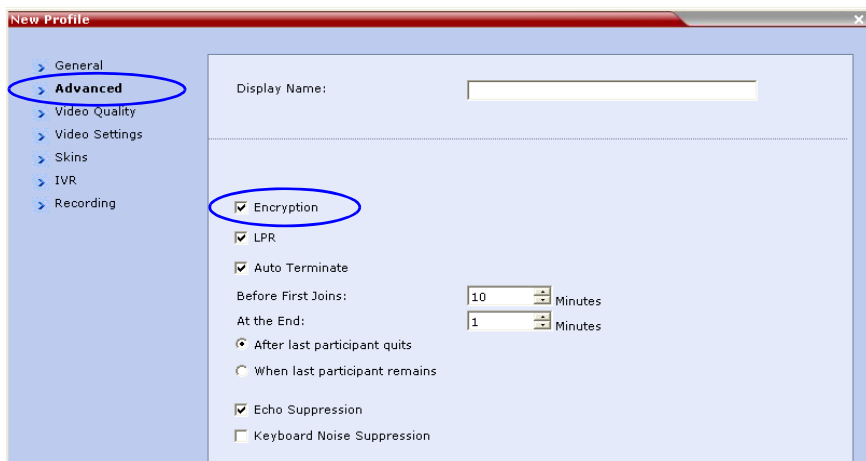 New Profile
General
Advanced
Video Quality
Video Settings
Skins
IVR
Recording
Display Name:
Encryption
LPR
Auto Terminate
Before First Joins: 10 Minutes
At the End: 1 Minutes
After last participant quits
When last participant remains
Echo Suppression
Keyboard Noise Suppression